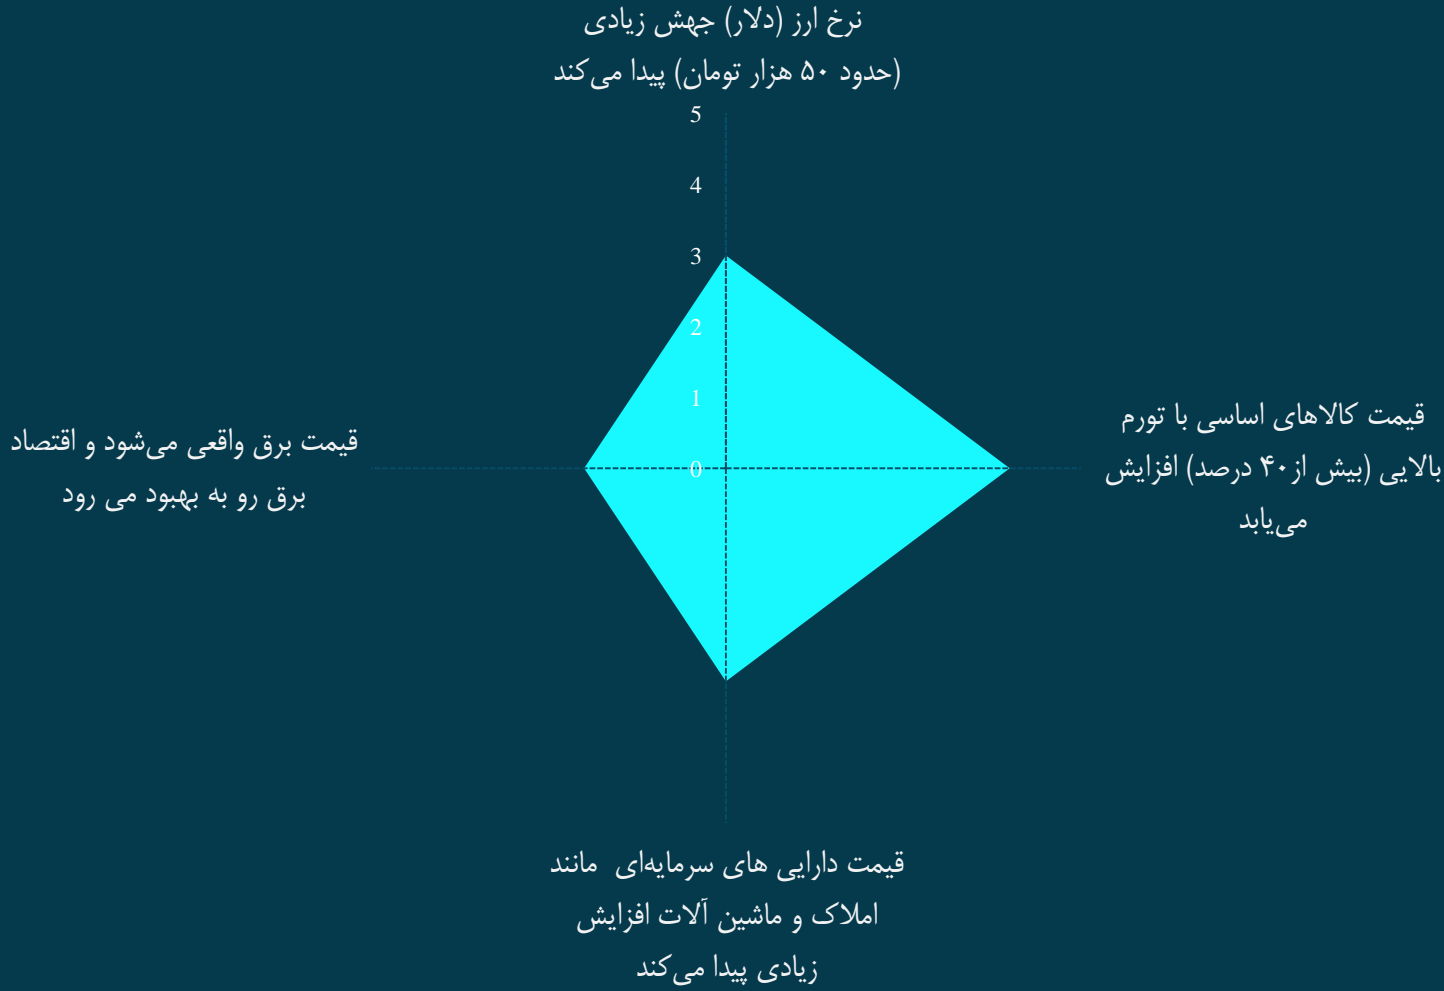 نرخ ارز (دلار) جهش زیادی
(حدود ۵۰ هزار تومان) پیدا می‌کند
5
4
3
2
1
0
قیمت کالاهای اساسی با تورم
بالایی (بیش از ۴۰ درصد) افزایش
می‌یابد
قیمت برق واقعی می‌شود و اقتصاد
برق رو به بهبود می رود
قیمت دارایی های سرمایه‌ای  مانند
املاک و ماشین آلات افزایش
زیادی پیدا می‌کند